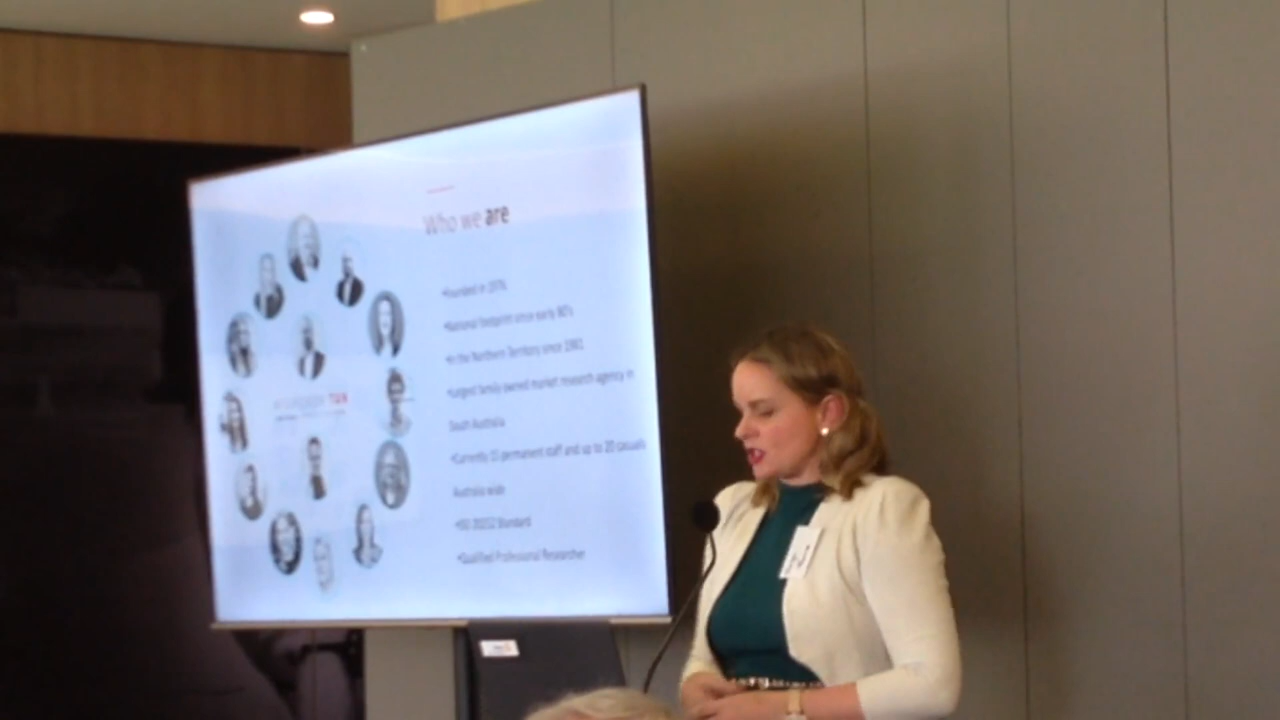 Who we are
•Founded in 1976
•National footprint since early 80's
•In the Northern Territory since 1981
•Largest family owned market research agency in
South Australia
•Currently 15 permanent staff and up to 20 casuals
Australia wide
•ISO 20252 Standard
•Qualified Professional Researcher